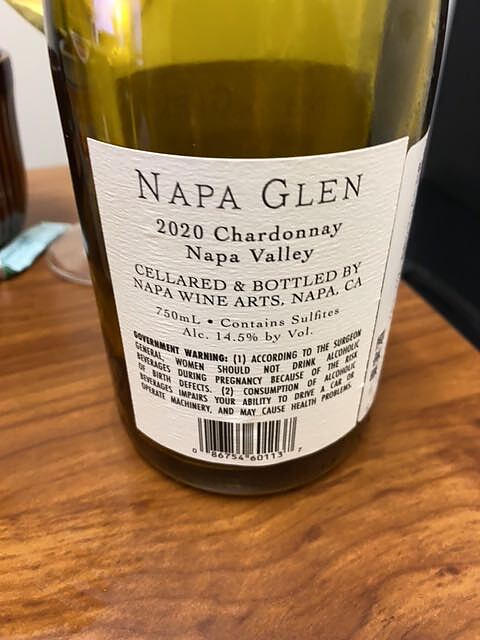 NAPA GLEN
2020 Chardonnay
Napa Valley
CELLARED & BOTTLED BY
NAPA WINE ARTS, NAPA, CA
750mL • Contains Sulfites
Alc. 14.5% by Vol.
GOVERNMENT WARNING: (1) ACCORDING TO THE SURGEON
GENERAL, WOMEN SHOULD NOT DRINK ALCOHOLIC
BEVERAGES DURING PREGNANCY BECAUSE OF THE RISK
OF BIRTH DEFECTS. (2) CONSUMPTION OF ALCOHOLIC
BEVERAGES IMPAIRS YOUR ABILITY TO DRIVE A CAR OR
OPERATE MACHINERY, AND MAY CAUSE HEALTH PROBLEMS.
0 86754 60113 7